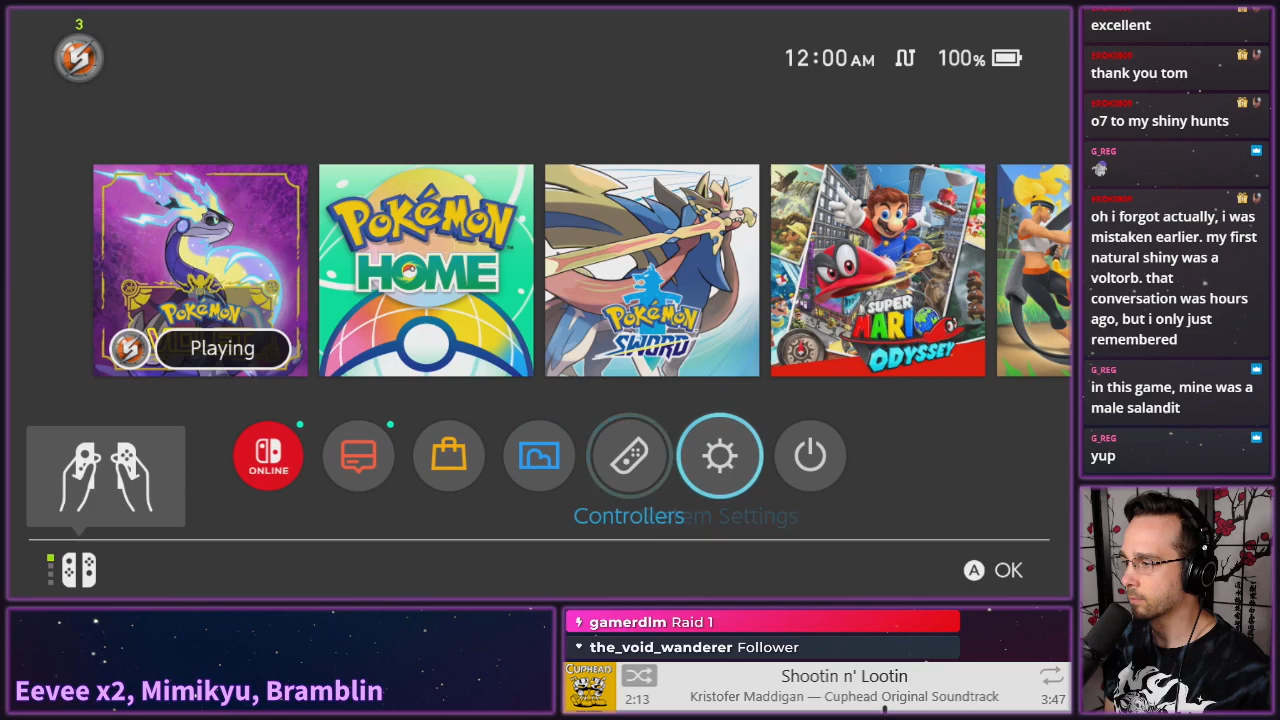 3
12:00 AM 100%
POKÉMON
HOME
POKÉMON
SWORD
SUPER
MARIO
ODYSSEY
POKÉMON
Playing
ONLINE
Controllers
em Settings
A OK
excellent
EROKINGR
thank you tom
o7 to my shiny hunts
G_REG
oh i forgot actually, i was
mistaken earlier. my first
natural shiny was a
voltorb. that
conversation was hours
ago, but i only just
remembered
G_REG
in this game, mine was a
male salandit
G_REG
yup
Eevee x2, Mimikyu, Bramblin
gamerdlm Raid 1
the_void_wanderer Follower
CUPHEAD
Shootin n' Lootin
2:13
Kristofer Maddigan — Cuphead Original Soundtrack
3:47